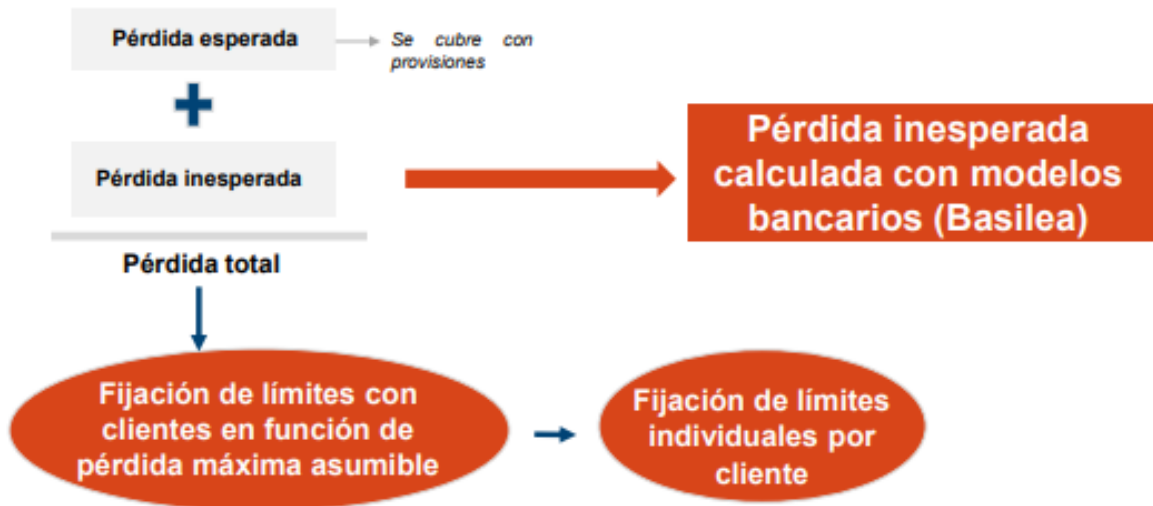 Pérdida esperada
Se cubre con
provisiones
Pérdida inesperada
Pérdida inesperada
calculada con modelos
bancarios (Basilea)
Pérdida total
Fijación de límites con
clientes en función de
pérdida máxima asumible
Fijación de límites
individuales por
cliente